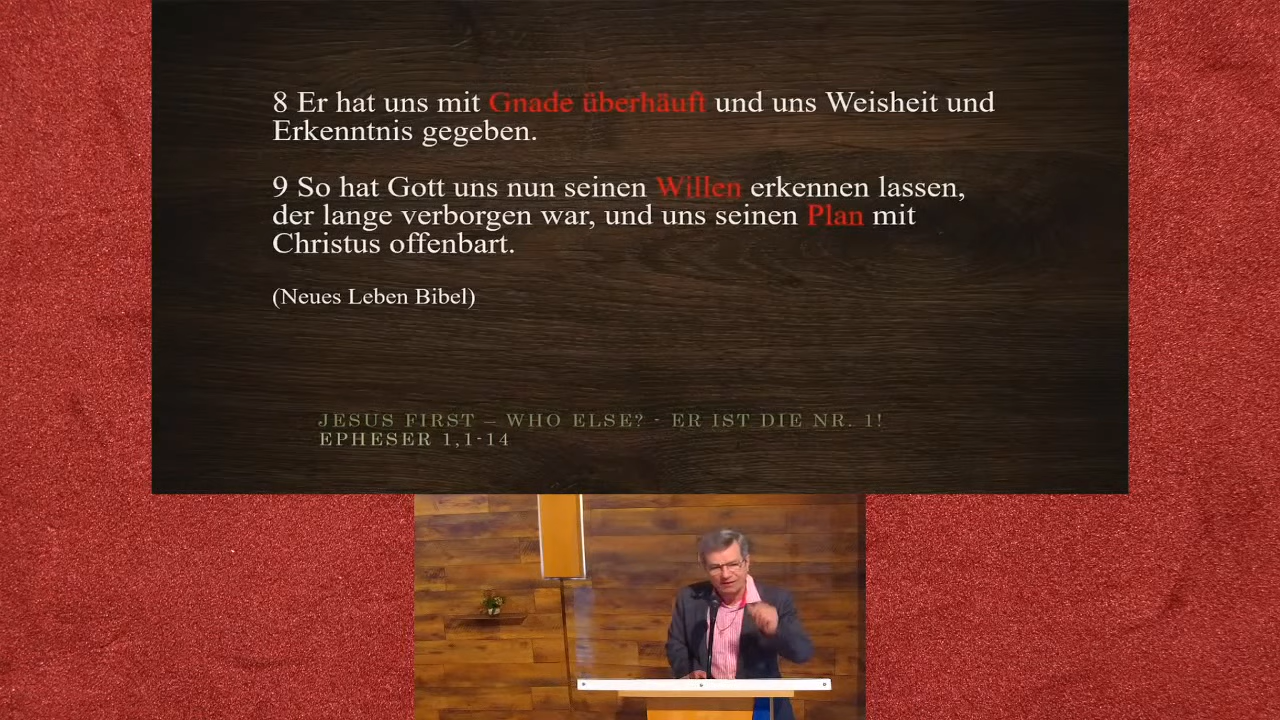 8 Er hat uns mit Gnade überhäuft und uns Weisheit und
Erkenntnis gegeben.
9 So hat Gott uns nun seinen Willen erkennen lassen,
der lange verborgen war, und uns seinen Plan mit
Christus offenbart.
(Neues Leben Bibel)
JESUS FIRST – WHO ELSE? - ER IST DIE NR. 1!
EPHESER 1,1-14